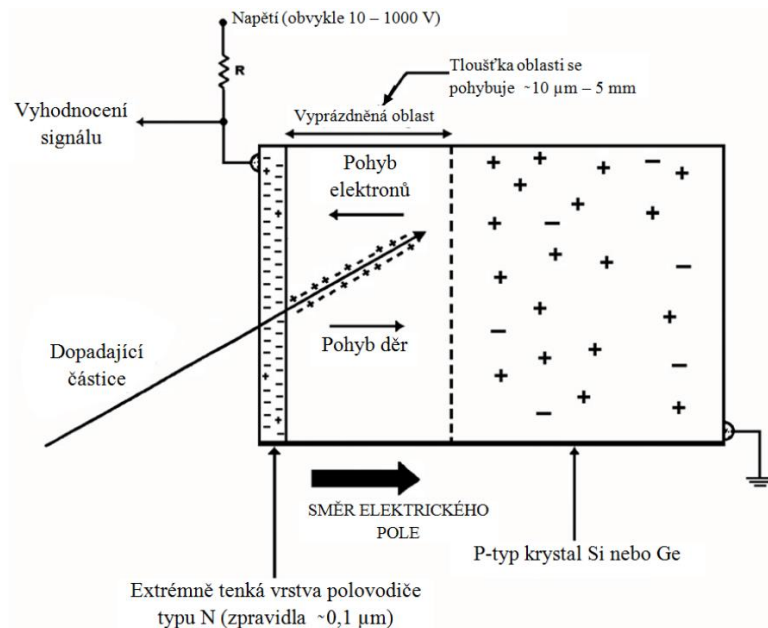 Napětí (obvykle 10 – 1000 V)
R
Tloušťka oblasti se
pohybuje ~10 µm – 5 mm
Vyhodnocení
signálu
Vyprázdněná oblast
Pohyb
elektronů
Pohyb děr
Dopadající
částice
SMĚR ELEKTRICKÉHO
POLE
P-typ krystal Si nebo Ge
Extrémně tenká vrstva polovodiče
typu N (zpravidla ~0,1 µm)